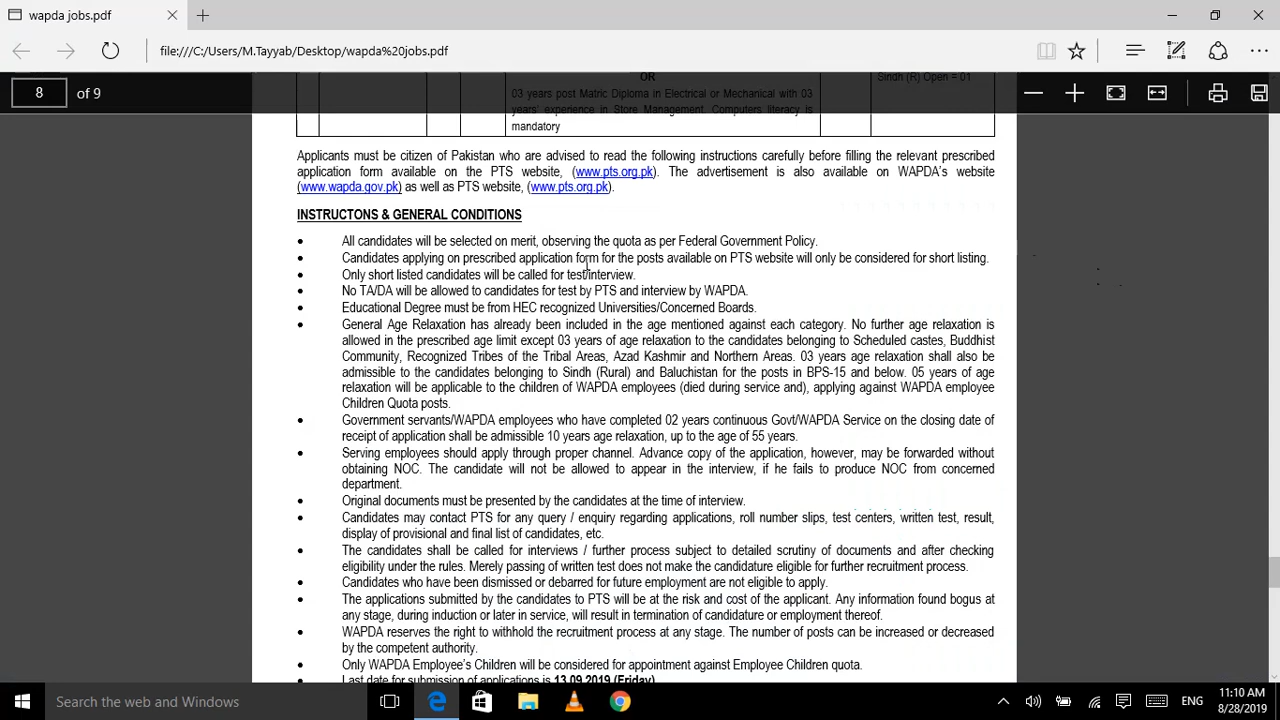 wapda jobs.pdf
file:///C:/Users/M.Tayyab/Desktop/wapda%20jobs.pdf
8 of 9
OR
Sindh (R) Open = 01
03 years post Matric Diploma in Electrical or Mechanical with 03
years' experience in Store Management. Computers literacy is
mandatory
Applicants must be citizen of Pakistan who are advised to read the following instructions carefully before filling the relevant prescribed
application form available on the PTS website, (www.pts.org.pk). The advertisement is also available on WAPDA's website
(www.wapda.gov.pk) as well as PTS website, (www.pts.org.pk).
INSTRUCTONS & GENERAL CONDITIONS
• All candidates will be selected on merit, observing the quota as per Federal Government Policy.
• Candidates applying on prescribed application form for the posts available on PTS website will only be considered for short listing.
• Only short listed candidates will be called for test/interview.
• No TA/DA will be allowed to candidates for test by PTS and interview by WAPDA.
• Educational Degree must be from HEC recognized Universities/Concerned Boards.
• General Age Relaxation has already been included in the age mentioned against each category. No further age relaxation is
allowed in the prescribed age limit except 03 years of age relaxation to the candidates belonging to Scheduled castes, Buddhist
Community, Recognized Tribes of the Tribal Areas, Azad Kashmir and Northern Areas. 03 years age relaxation shall also be
admissible to the candidates belonging to Sindh (Rural) and Baluchistan for the posts in BPS-15 and below. 05 years of age
relaxation will be applicable to the children of WAPDA employees (died during service and), applying against WAPDA employee
Children Quota posts.
• Government servants/WAPDA employees who have completed 02 years continuous Govt/WAPDA Service on the closing date of
receipt of application shall be admissible 10 years age relaxation, up to the age of 55 years.
• Serving employees should apply through proper channel. Advance copy of the application, however, may be forwarded without
obtaining NOC. The candidate will not be allowed to appear in the interview, if he fails to produce NOC from concerned
department.
• Original documents must be presented by the candidates at the time of interview.
• Candidates may contact PTS for any query / enquiry regarding applications, roll number slips, test centers, written test, result,
display of provisional and final list of candidates, etc.
• The candidates shall be called for interviews / further process subject to detailed scrutiny of documents and after checking
eligibility under the rules. Merely passing of written test does not make the candidature eligible for further recruitment process.
• Candidates who have been dismissed or debarred for future employment are not eligible to apply.
• The applications submitted by the candidates to PTS will be at the risk and cost of the applicant. Any information found bogus at
any stage, during induction or later in service, will result in termination of candidature or employment thereof.
• WAPDA reserves the right to withhold the recruitment process at any stage. The number of posts can be increased or decreased
by the competent authority.
• Only WAPDA Employee's Children will be considered for appointment against Employee Children quota.
• Last date for submission of applications is 13.09.2019 (Friday)
Search the web and Windows
ENG
11:10 AM
8/28/2019